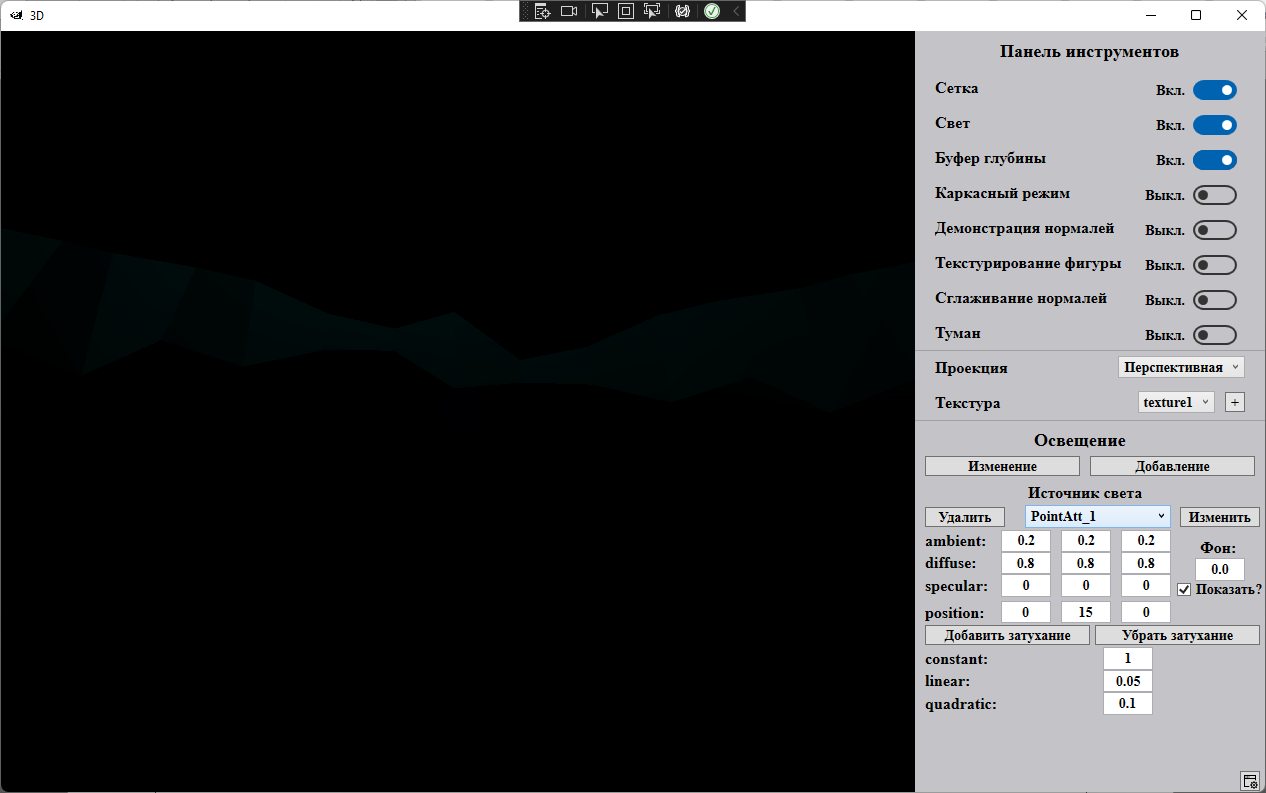 3D
Панель инструментов
Сетка Вкл.
Свет Вкл.
Буфер глубины Вкл.
Каркасный режим Выкл.
Демонстрация нормалей Выкл.
Текстурирование фигуры Выкл.
Сглаживание нормалей Выкл.
Туман Выкл.
Проекция Перспективная
Текстура texture1 +
Освещение
Изменение Добавление
Источник света
Удалить PointAtt_1 Изменить
ambient: 0.2 0.2 0.2
Фон:
diffuse: 0.8 0.8 0.8
0.0
specular: 0 0 0
Показать?
position: 0 15 0
Добавить затухание Убрать затухание
constant: 1
linear: 0.05
quadratic: 0.1